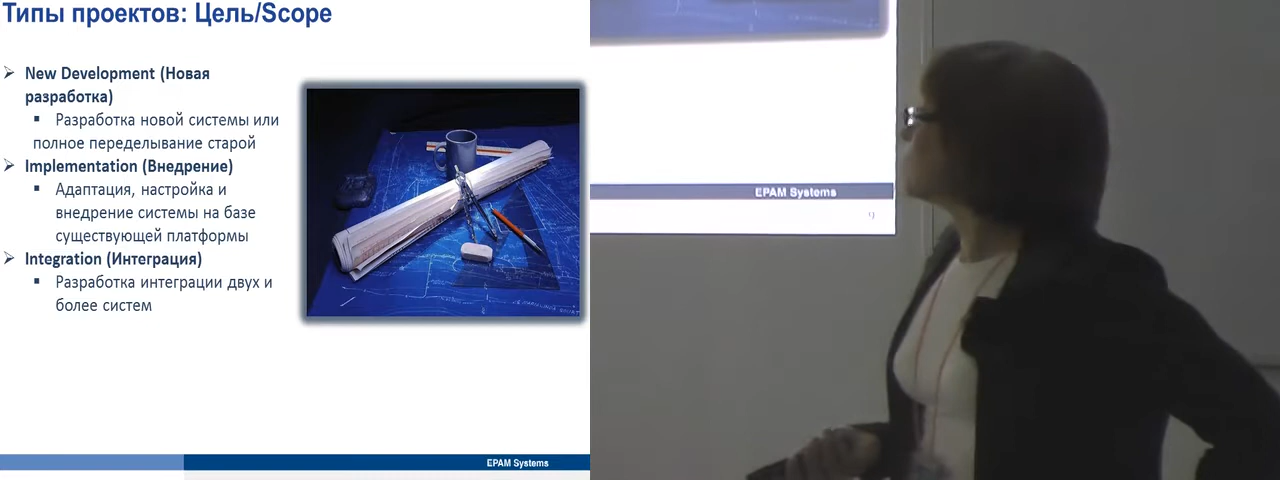 Типы проектов: Цель/Scope
New Development (Новая
разработка)
Разработка новой системы или
полное переделывание старой
Implementation (Внедрение)
Адаптация, настройка и
внедрение системы на базе
существующей платформы
Integration (Интеграция)
Разработка интеграции двух и
более систем
EPAM Systems
EPAM Systems